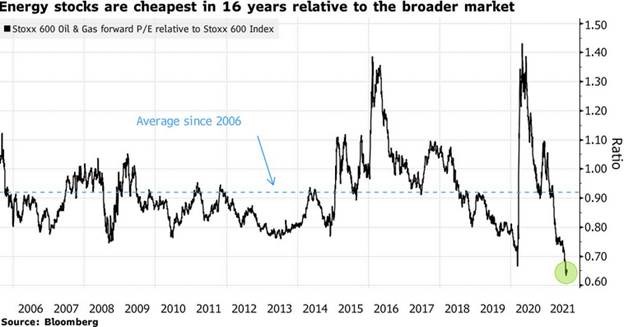 Energy stocks are cheapest in 16 years relative to the broader market
Stoxx 600 Oil & Gas forward P/E relative to Stoxx 600 Index
Average since 2006
1.50
1.40
1.30
1.20
1.10
1.00
0.90
0.80
0.70
0.60
Ratio
2006 2007 2008 2009 2010 2011 2012 2013 2014 2015 2016 2017 2018 2019 2020 2021
Source: Bloomberg